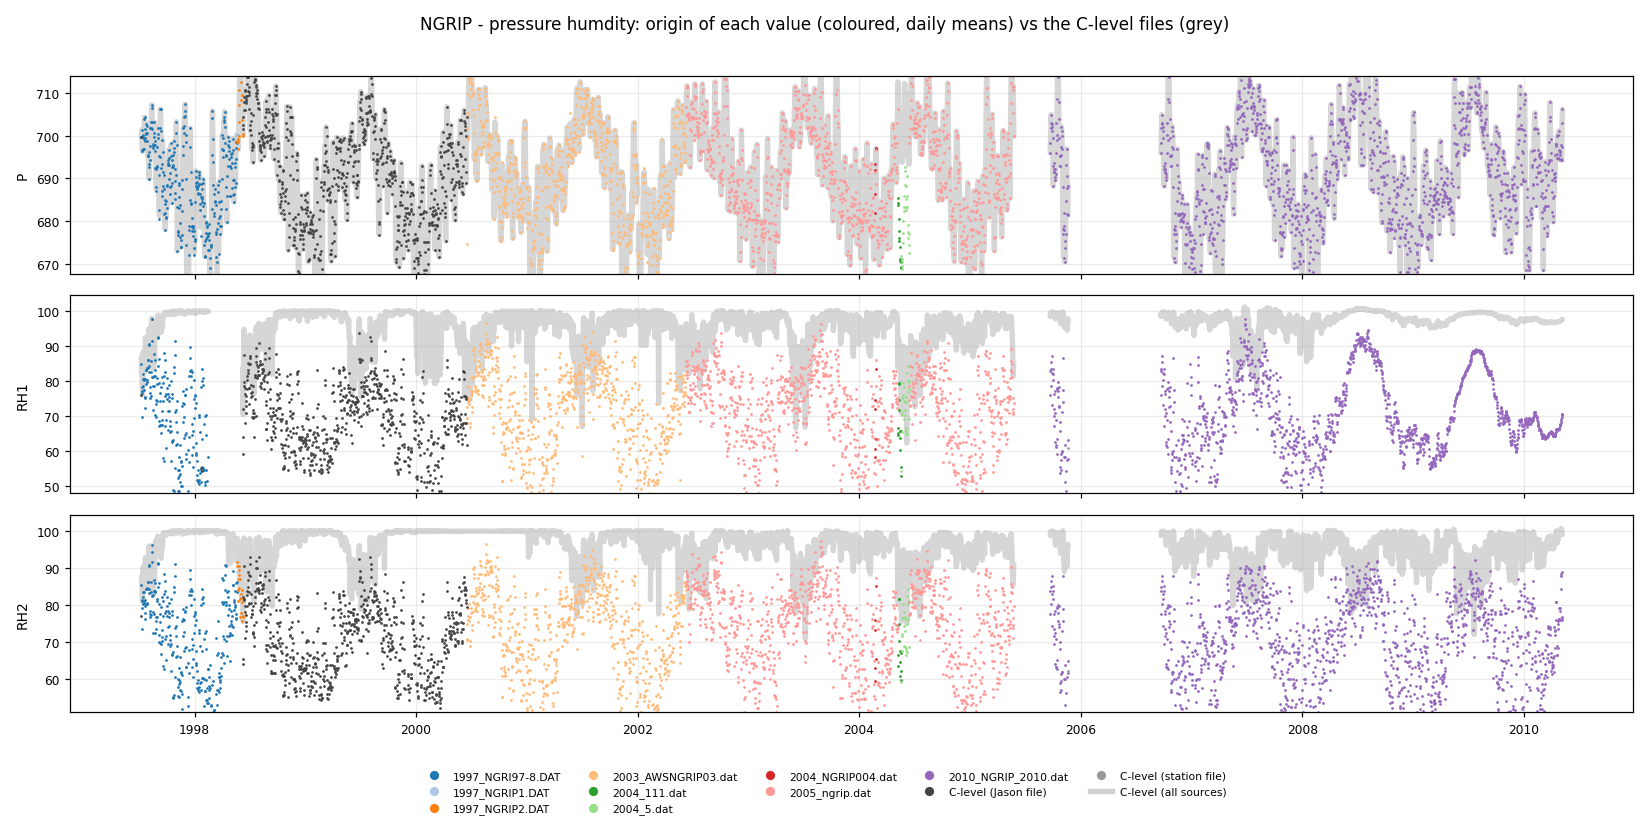 NGRIP - pressure humdity: origin of each value (coloured, daily means) vs the C-level files (grey)
P
710
700
690
680
670
RH1
100
90
80
70
60
50
RH2
100
90
80
70
60
1998 2000 2002 2004 2006 2008 2010
1997_NGRI97-8.DAT 2003_AWSNGRIP03.dat 2004_NGRIP004.dat 2010_NGRIP_2010.dat C-level (station file)
1997_NGRIP1.DAT 2004_111.dat 2005_ngrip.dat C-level (Jason file) C-level (all sources)
1997_NGRIP2.DAT 2004_5.dat